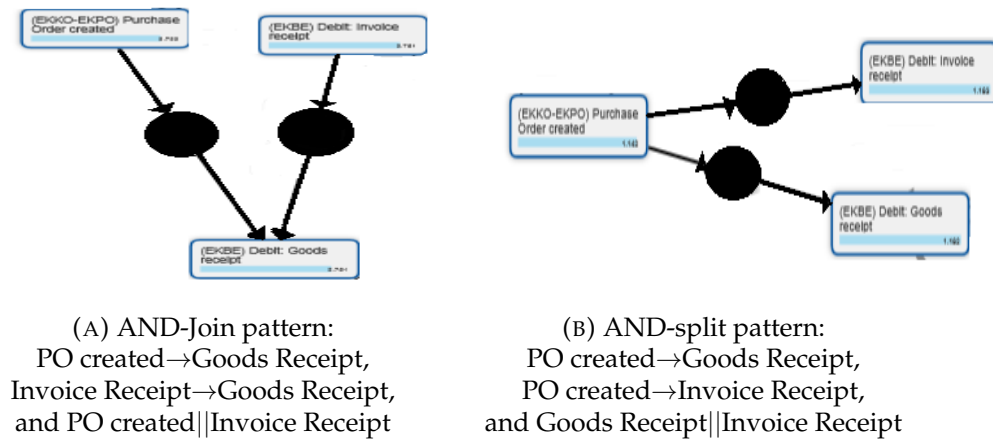 (EKKO-EKPO) Purchase
Order created
(EKBE) Debit: Invoice
receipt
(EKBE) Debit: Goods
receipt
(A) AND-Join pattern:
PO created→Goods Receipt,
Invoice Receipt→Goods Receipt,
and PO created||Invoice Receipt
(EKKO-EKPO) Purchase
Order created
(EKBE) Debit: Invoice
receipt
(EKBE) Debit: Goods
receipt
(B) AND-split pattern:
PO created→Goods Receipt,
PO created→Invoice Receipt,
and Goods Receipt||Invoice Receipt